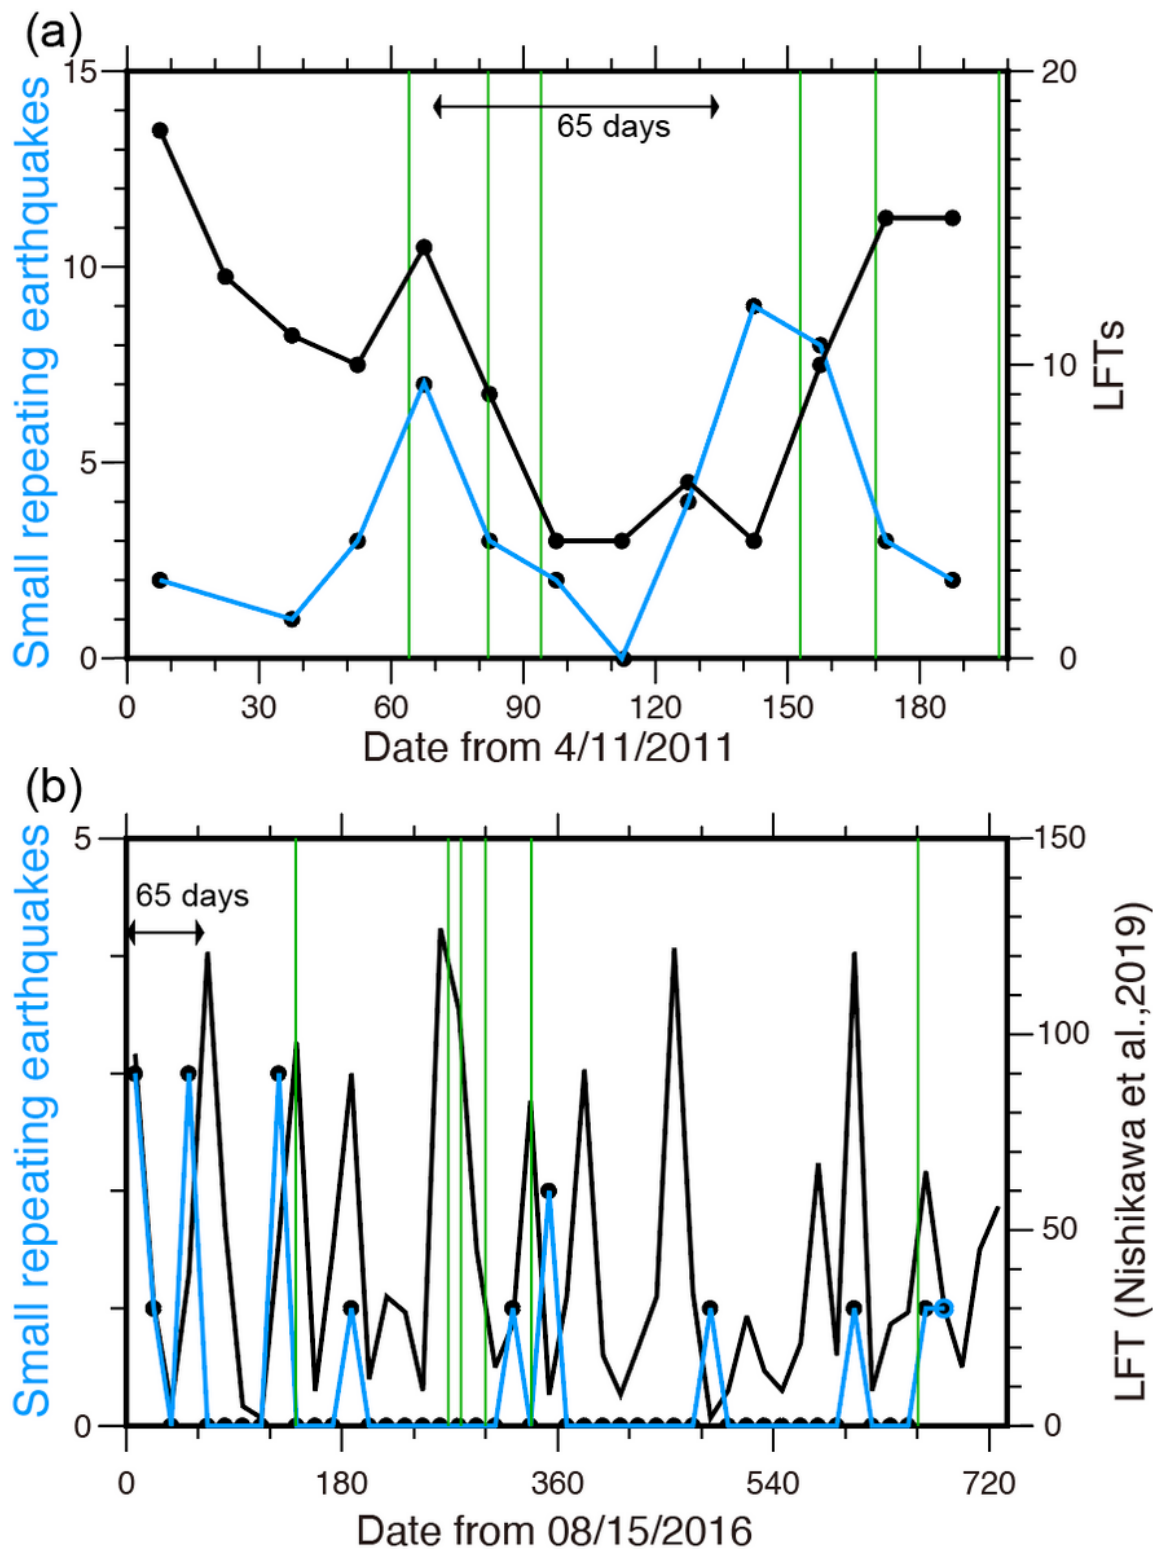 (a)
15
10
5
0
Small repeating earthquakes
65 days
20
10
0
LFTs
0 30 60 90 120 150 180
Date from 4/11/2011
(b)
5
0
Small repeating earthquakes
65 days
150
100
50
0
LFT (Nishikawa et al.,2019)
0 180 360 540 720
Date from 08/15/2016